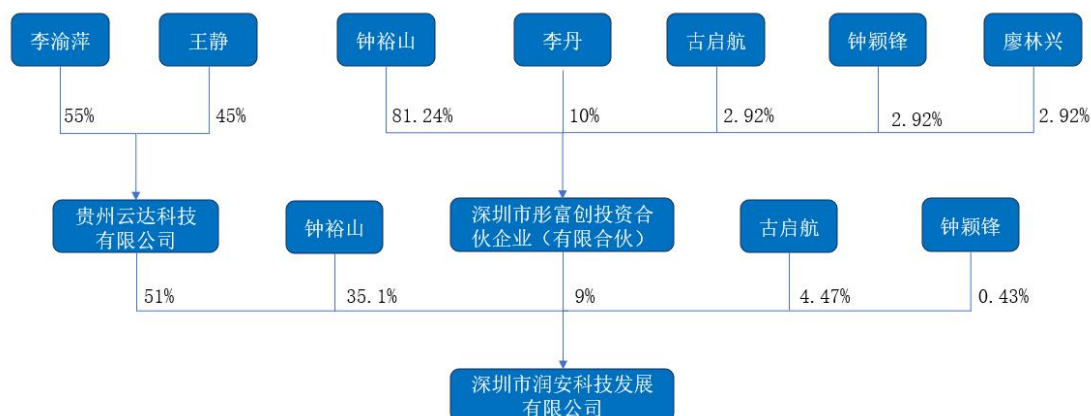 李渝萍
王静
钟裕山
李丹
古启航
钟颖锋
廖林兴
55%
45%
81.24%
10%
2.92%
2.92%
2.92%
贵州云达科技
有限公司
钟裕山
深圳市彤富创投资合
伙企业（有限合伙）
古启航
钟颖锋
51%
35.1%
9%
4.47%
0.43%
深圳市润安科技发展
有限公司